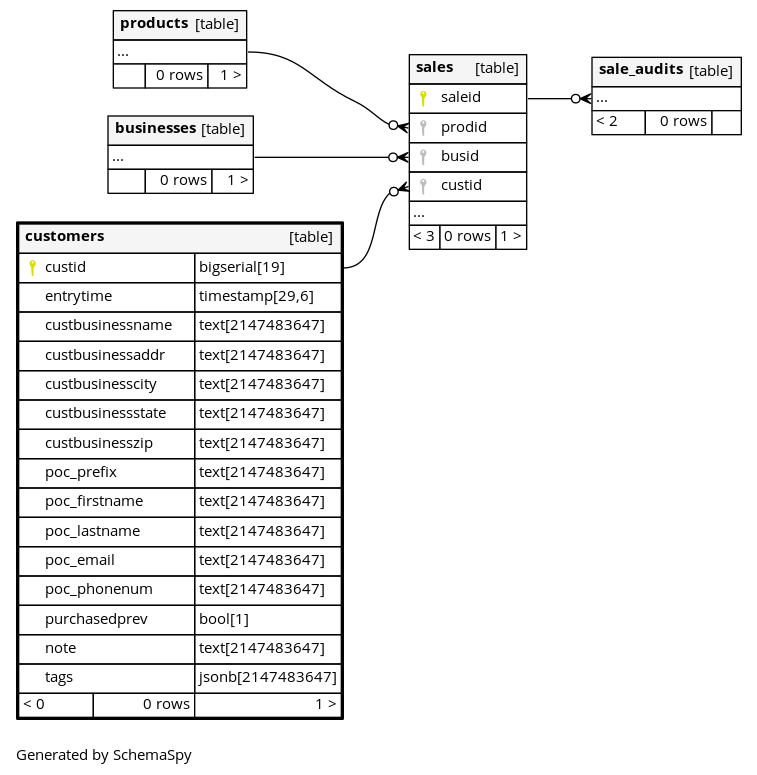 products [table]
...
0 rows 1 >
businesses [table]
...
0 rows 1 >
sales [table]
saleid
prodid
busid
custid
...
< 3 0 rows 1 >
sale_audits [table]
...
< 2 0 rows
customers [table]
custid bigserial[19]
entrytime timestamp[29,6]
custbusinessname text[2147483647]
custbusinessaddr text[2147483647]
custbusinesscity text[2147483647]
custbusinessstate text[2147483647]
custbusinesszip text[2147483647]
poc_prefix text[2147483647]
poc_firstname text[2147483647]
poc_lastname text[2147483647]
poc_email text[2147483647]
poc_phonenum text[2147483647]
purchasedprev bool[1]
note text[2147483647]
tags jsonb[2147483647]
< 0 0 rows 1 >
Generated by SchemaSpy